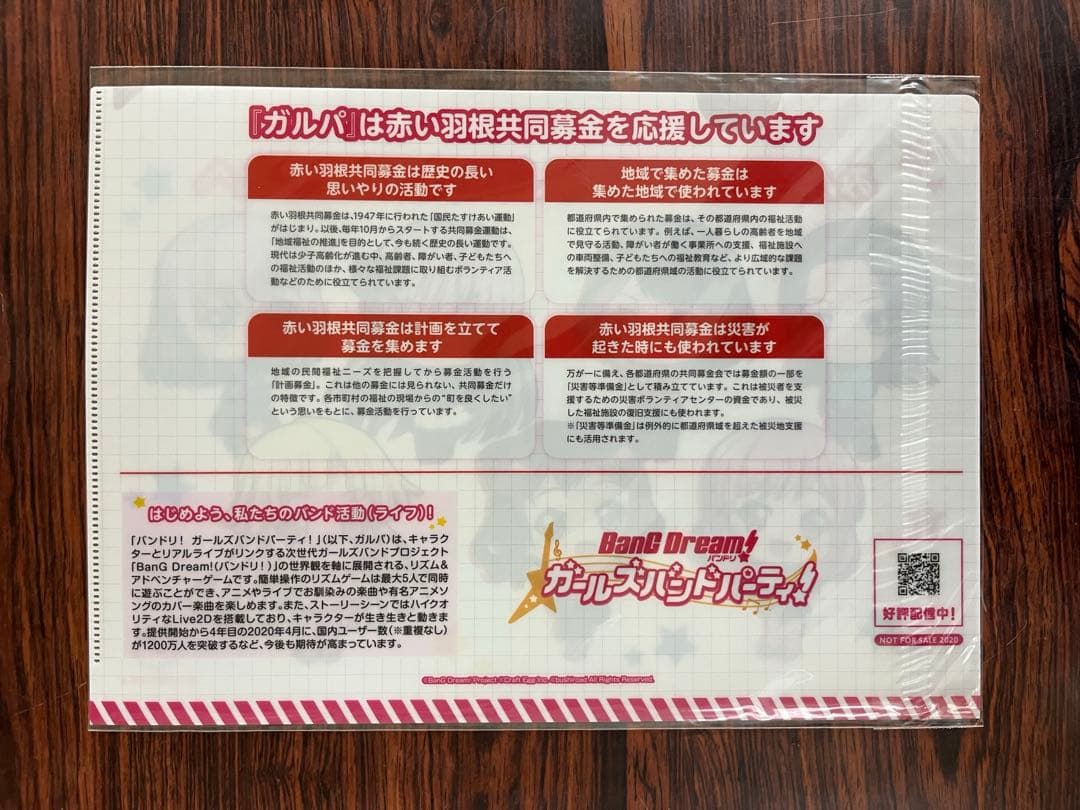 『ガルパ』は赤い羽根共同募金を応援しています
赤い羽根共同募金は歴史の長い
思いやりの活動です
赤い羽根共同募金は、1947年に行われた「国民たすけあい運動」
がはじまり。以後、毎年10月からスタートする共同募金運動は、
「地域福祉の推進」を目的として、今も続く歴史の長い運動です。
現代は少子高齢化が進む中、高齢者、障がい者、子どもたちへ
の福祉活動のほか、様々な福祉課題に取り組むボランティア活
動などのために役立てられています。
地域で集めた募金は
集めた地域で使われています
都道府県内で集められた募金は、その都道府県内の福祉活動
に役立てられています。例えば、一人暮らしの高齢者を地域
で見守る活動、障がい者が働く事業所への支援、福祉施設へ
の車両整備、子どもたちへの福祉教育など、より広域的な課題
を解決するための都道府県域の活動に役立てられています。
赤い羽根共同募金は計画を立てて
募金を集めます
地域の民間福祉ニーズを把握してから募金活動を行う
「計画募金」。これは他の募金には見られない、共同募金だけ
の特徴です。各市町村の福祉の現場からの“町を良くしたい”
という思いをもとに、募金活動を行っています。
赤い羽根共同募金は災害が
起きた時にも使われています
万が一に備え、各都道府県の共同募金会では募金額の一部を
「災害等準備金」として積み立てています。これは被災者を支
援するための災害ボランティアセンターの資金であり、被災
した福祉施設の復旧支援にも使われます。
※「災害等準備金」は例外的に都道府県域を超えた被災地支援
にも活用されます。
はじめよう、私たちのバンド活動(ライフ)!
「バンドリ! ガールズバンドパーティ!」(以下、ガルパ)は、キャラク
ターとリアルライブがリンクする次世代ガールズバンドプロジェクト
「BanG Dream!(バンドリ!)」の世界観を軸に展開される、リズム&
アドベンチャーゲームです。簡単操作のリズムゲームは最大5人で同時
に遊ぶことができ、アニメやライブでお馴染みの楽曲や有名アニメソ
ングのカバー楽曲を楽しめます。また、ストーリーシーンではハイクオ
リティなLive2Dを搭載しており、キャラクターが生き生きと動きま
す。提供開始から4年目の2020年4月に、国内ユーザー数(※重複なし)
が1200万人を突破するなど、今後も期待が高まっています。
BanG Dream!
バンドリ
ガールズバンドパーティ!
好評配信中!
NOT FOR SALE 2020
©BanG Dream! Project ©Craft Egg Inc. ©bushiroad All Rights Reserved.